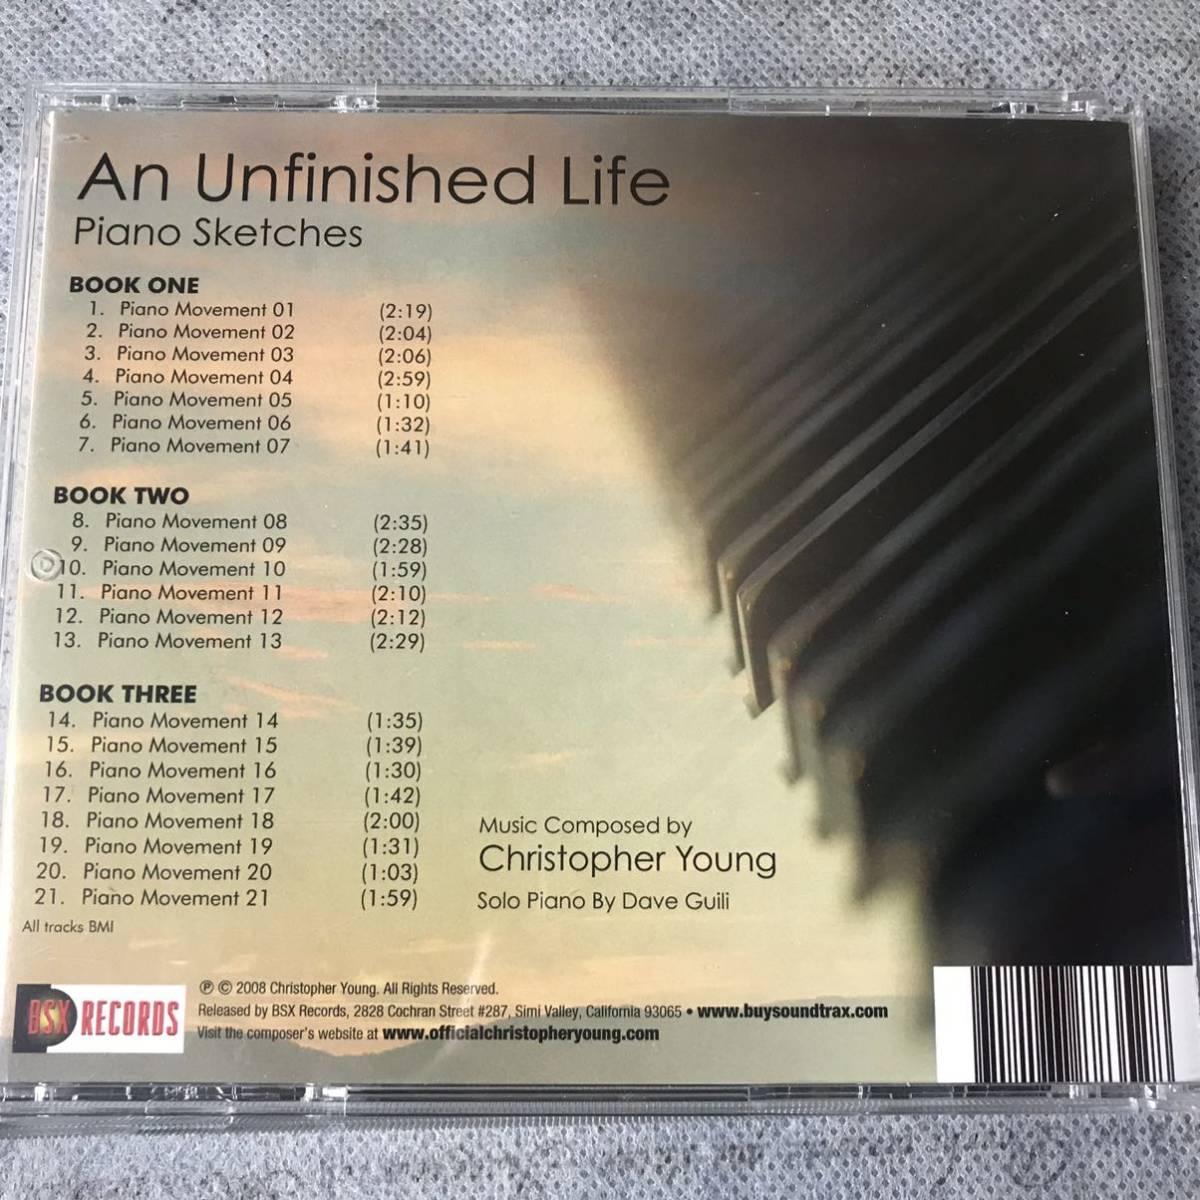 An Unfinished Life
Piano Sketches
BOOK ONE
1. Piano Movement 01 (2:19)
2. Piano Movement 02 (2:04)
3. Piano Movement 03 (2:06)
4. Piano Movement 04 (2:59)
5. Piano Movement 05 (1:10)
6. Piano Movement 06 (1:32)
7. Piano Movement 07 (1:41)
BOOK TWO
8. Piano Movement 08 (2:35)
9. Piano Movement 09 (2:28)
10. Piano Movement 10 (1:59)
11. Piano Movement 11 (2:10)
12. Piano Movement 12 (2:12)
13. Piano Movement 13 (2:29)
BOOK THREE
14. Piano Movement 14 (1:35)
15. Piano Movement 15 (1:39)
16. Piano Movement 16 (1:30)
17. Piano Movement 17 (1:42)
18. Piano Movement 18 (2:00)
19. Piano Movement 19 (1:31)
20. Piano Movement 20 (1:03)
21. Piano Movement 21 (1:59)
All tracks BMI
Music Composed by
Christopher Young
Solo Piano By Dave Guili
BSX RECORDS
℗ © 2008 Christopher Young. All Rights Reserved.
Released by BSX Records, 2828 Cochran Street #287, Simi Valley, California 93065 • www.buysoundtrax.com
Visit the composer's website at www.officialchristopheryoung.com